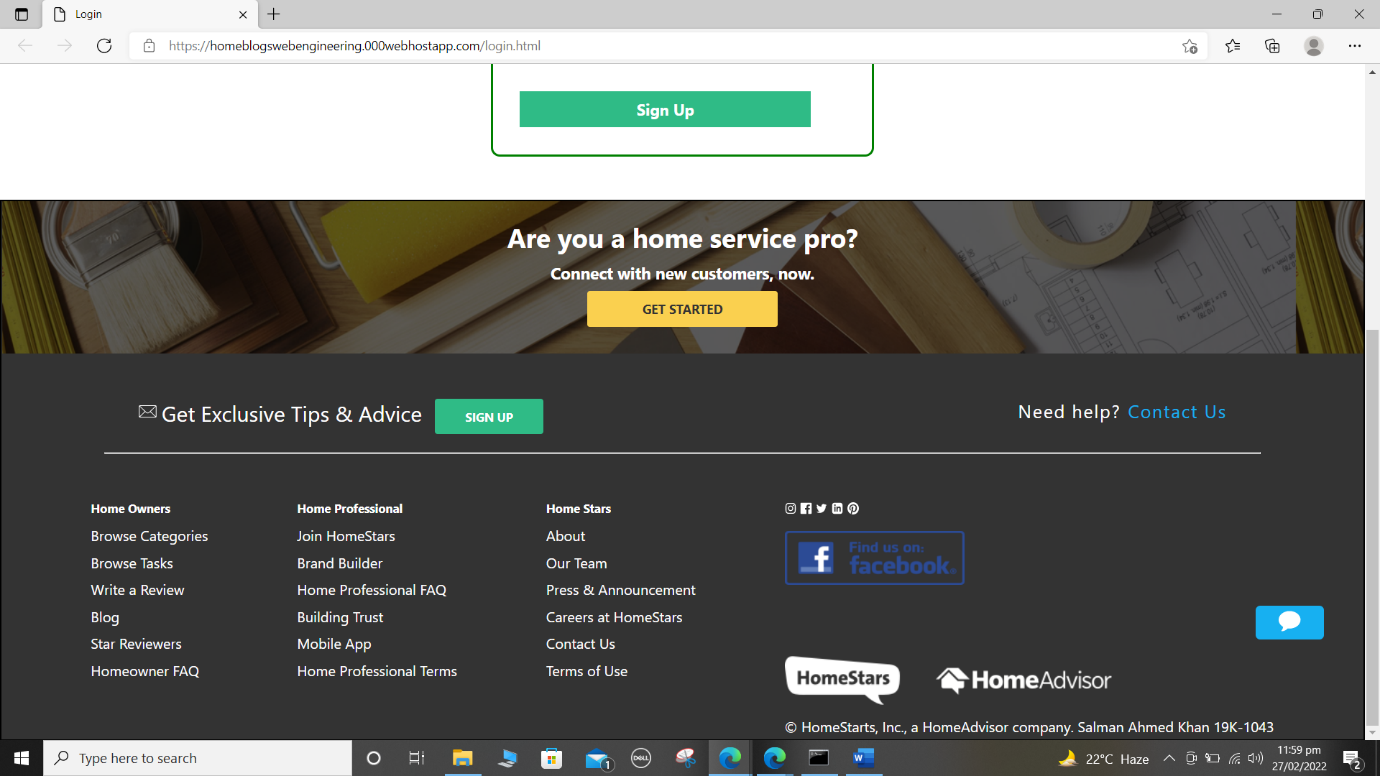 Login
https://homeblogswebengineering.000webhostapp.com/login.html
Sign Up
Are you a home service pro?
Connect with new customers, now.
GET STARTED
Get Exclusive Tips & Advice
SIGN UP
Need help? Contact Us
Home Owners
Browse Categories
Browse Tasks
Write a Review
Blog
Star Reviewers
Homeowner FAQ
Home Professional
Join HomeStars
Brand Builder
Home Professional FAQ
Building Trust
Mobile App
Home Professional Terms
Home Stars
About
Our Team
Press & Announcement
Careers at HomeStars
Contact Us
Terms of Use
Find us on:
facebook.
HomeStars
HomeAdvisor
© HomeStarts, Inc., a HomeAdvisor company. Salman Ahmed Khan 19K-1043
Type here to search
1
DELL
22°C Haze
11:59 pm
27/02/2022
2